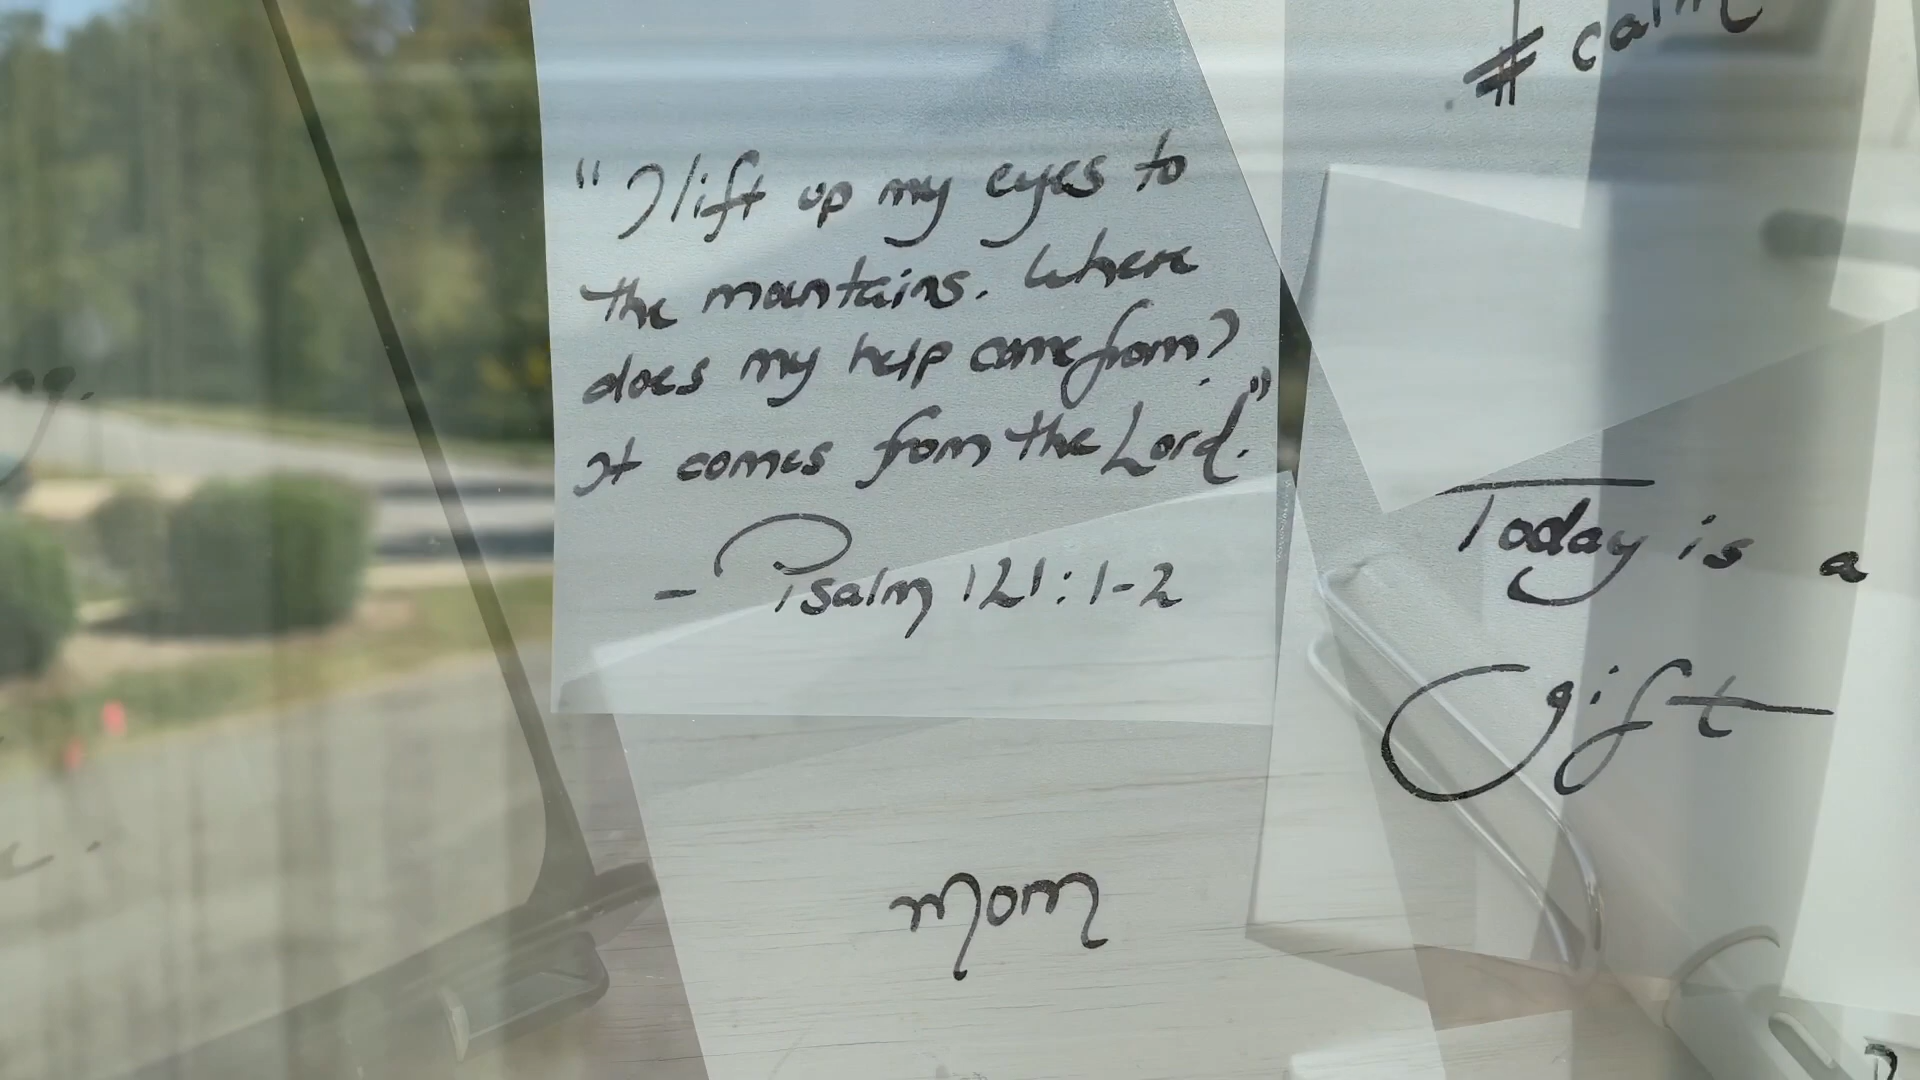 # calm
"I lift up my eyes to
the mountains. Where
does my help come from?
It comes from the Lord."
- Psalm 121:1-2
Today is a
gift
mom